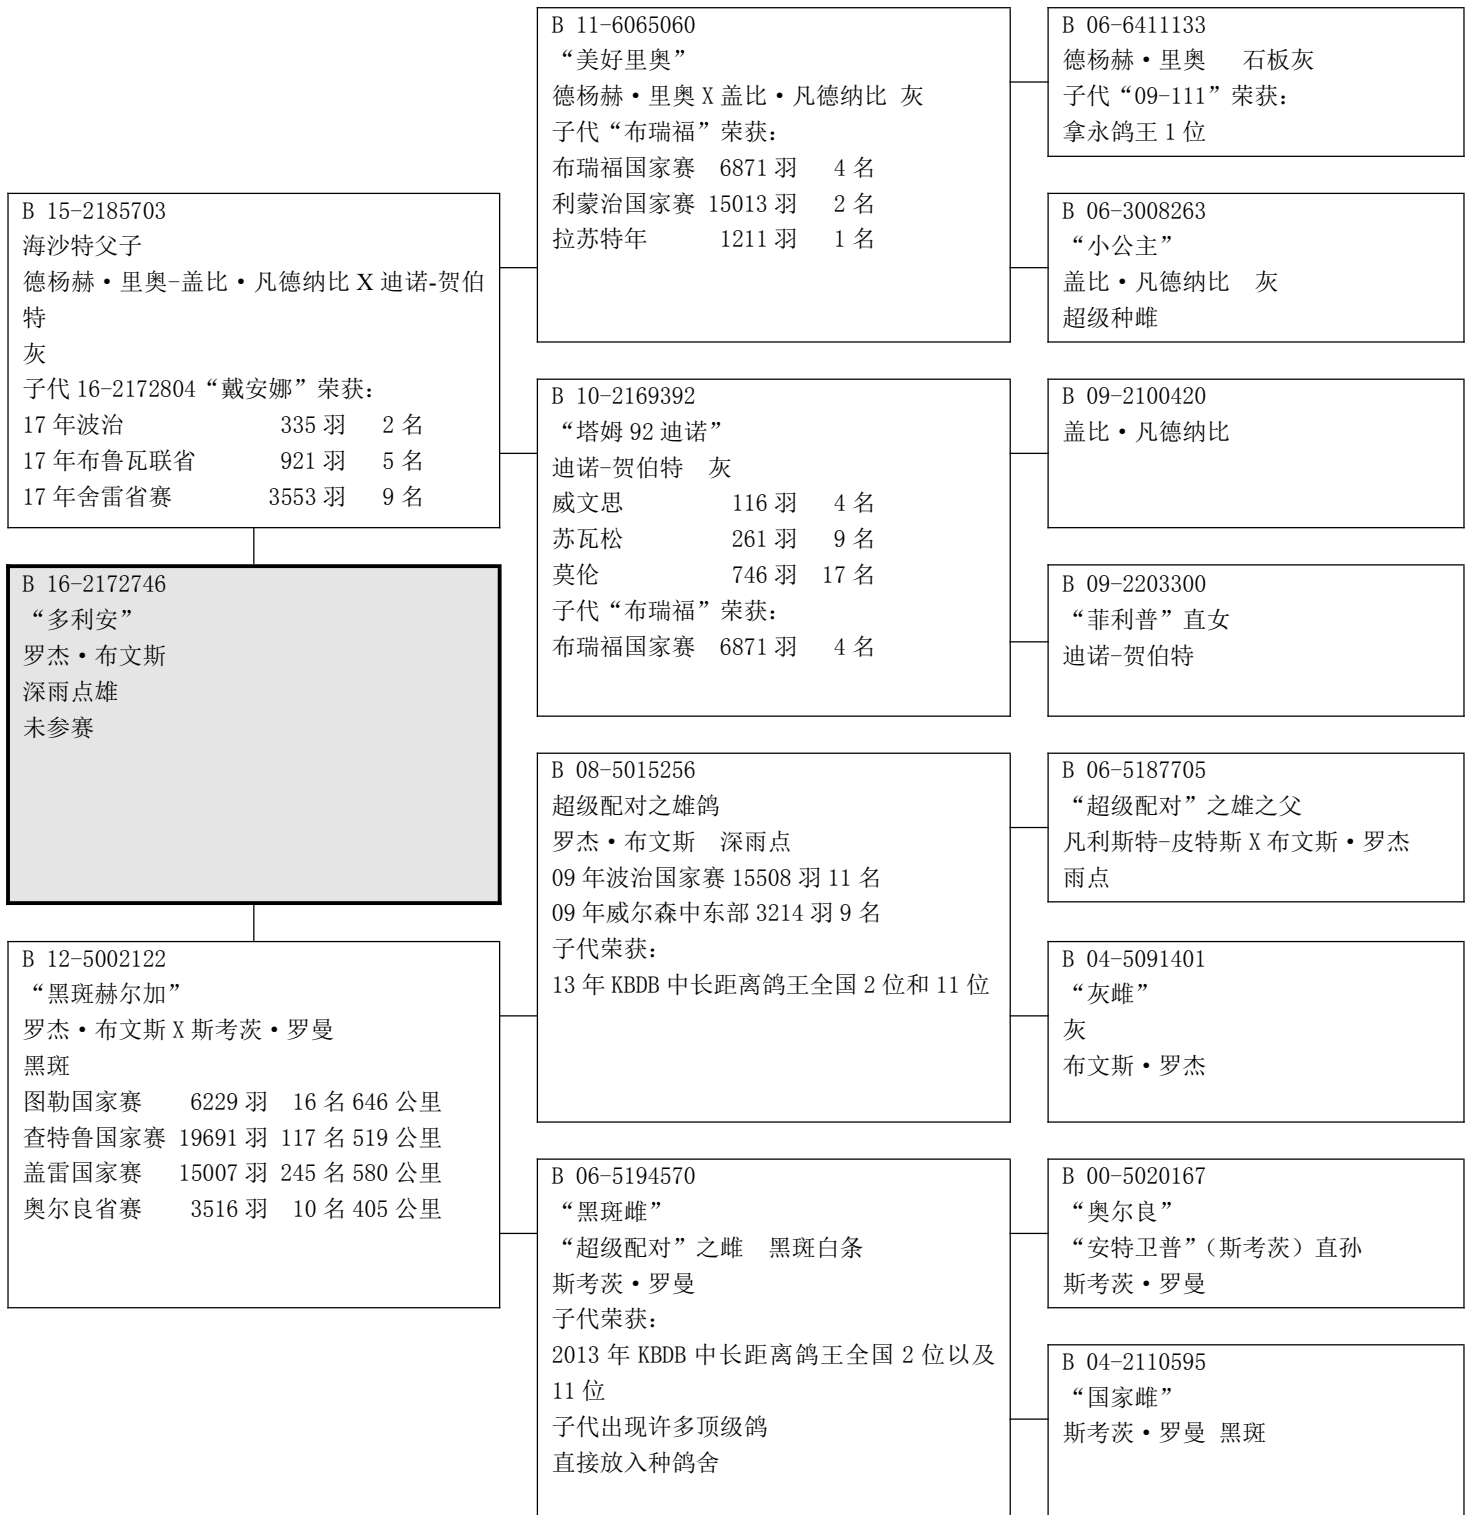 B 11-6065060
“美好里奥”
德杨赫·里奥 X 盖比·凡德纳比 灰
子代“布瑞福”荣获：
布瑞福国家赛 6871 羽 4 名
利蒙治国家赛 15013 羽 2 名
拉苏特年 1211 羽 1 名
B 06-6411133
德杨赫·里奥 石板灰
子代“09-111”荣获：
拿永鸽王 1 位
B 15-2185703
海沙特父子
德杨赫·里奥-盖比·凡德纳比 X 迪诺-贺伯
特
灰
子代 16-2172804“戴安娜”荣获：
17 年波治 335 羽 2 名
17 年布鲁瓦联省 921 羽 5 名
17 年舍雷省赛 3553 羽 9 名
B 06-3008263
“小公主”
盖比·凡德纳比 灰
超级种雌
B 10-2169392
“塔姆 92 迪诺”
迪诺-贺伯特 灰
威文思 116 羽 4 名
苏瓦松 261 羽 9 名
莫伦 746 羽 17 名
子代“布瑞福”荣获：
布瑞福国家赛 6871 羽 4 名
B 09-2100420
盖比·凡德纳比
B 16-2172746
“多利安”
罗杰·布文斯
深雨点雄
未参赛
B 09-2203300
“菲利普”直女
迪诺-贺伯特
B 08-5015256
超级配对之雄鸽
罗杰·布文斯 深雨点
09 年波治国家赛 15508 羽 11 名
09 年威尔森中东部 3214 羽 9 名
子代荣获：
13 年 KBDB 中长距离鸽王全国 2 位和 11 位
B 06-5187705
“超级配对”之雄之父
凡利斯特-皮特斯 X 布文斯·罗杰
雨点
B 12-5002122
“黑斑赫尔加”
罗杰·布文斯 X 斯考茨·罗曼
黑斑
图勒国家赛 6229 羽 16 名 646 公里
查特鲁国家赛 19691 羽 117 名 519 公里
盖雷国家赛 15007 羽 245 名 580 公里
奥尔良省赛 3516 羽 10 名 405 公里
B 04-5091401
“灰雌”
灰
布文斯·罗杰
B 06-5194570
“黑斑雌”
“超级配对”之雌 黑斑白条
斯考茨·罗曼
子代荣获：
2013 年 KBDB 中长距离鸽王全国 2 位以及
11 位
子代出现许多顶级鸽
直接放入种鸽舍
B 00-5020167
“奥尔良”
“安特卫普”（斯考茨）直孙
斯考茨·罗曼
B 04-2110595
“国家雌”
斯考茨·罗曼 黑斑